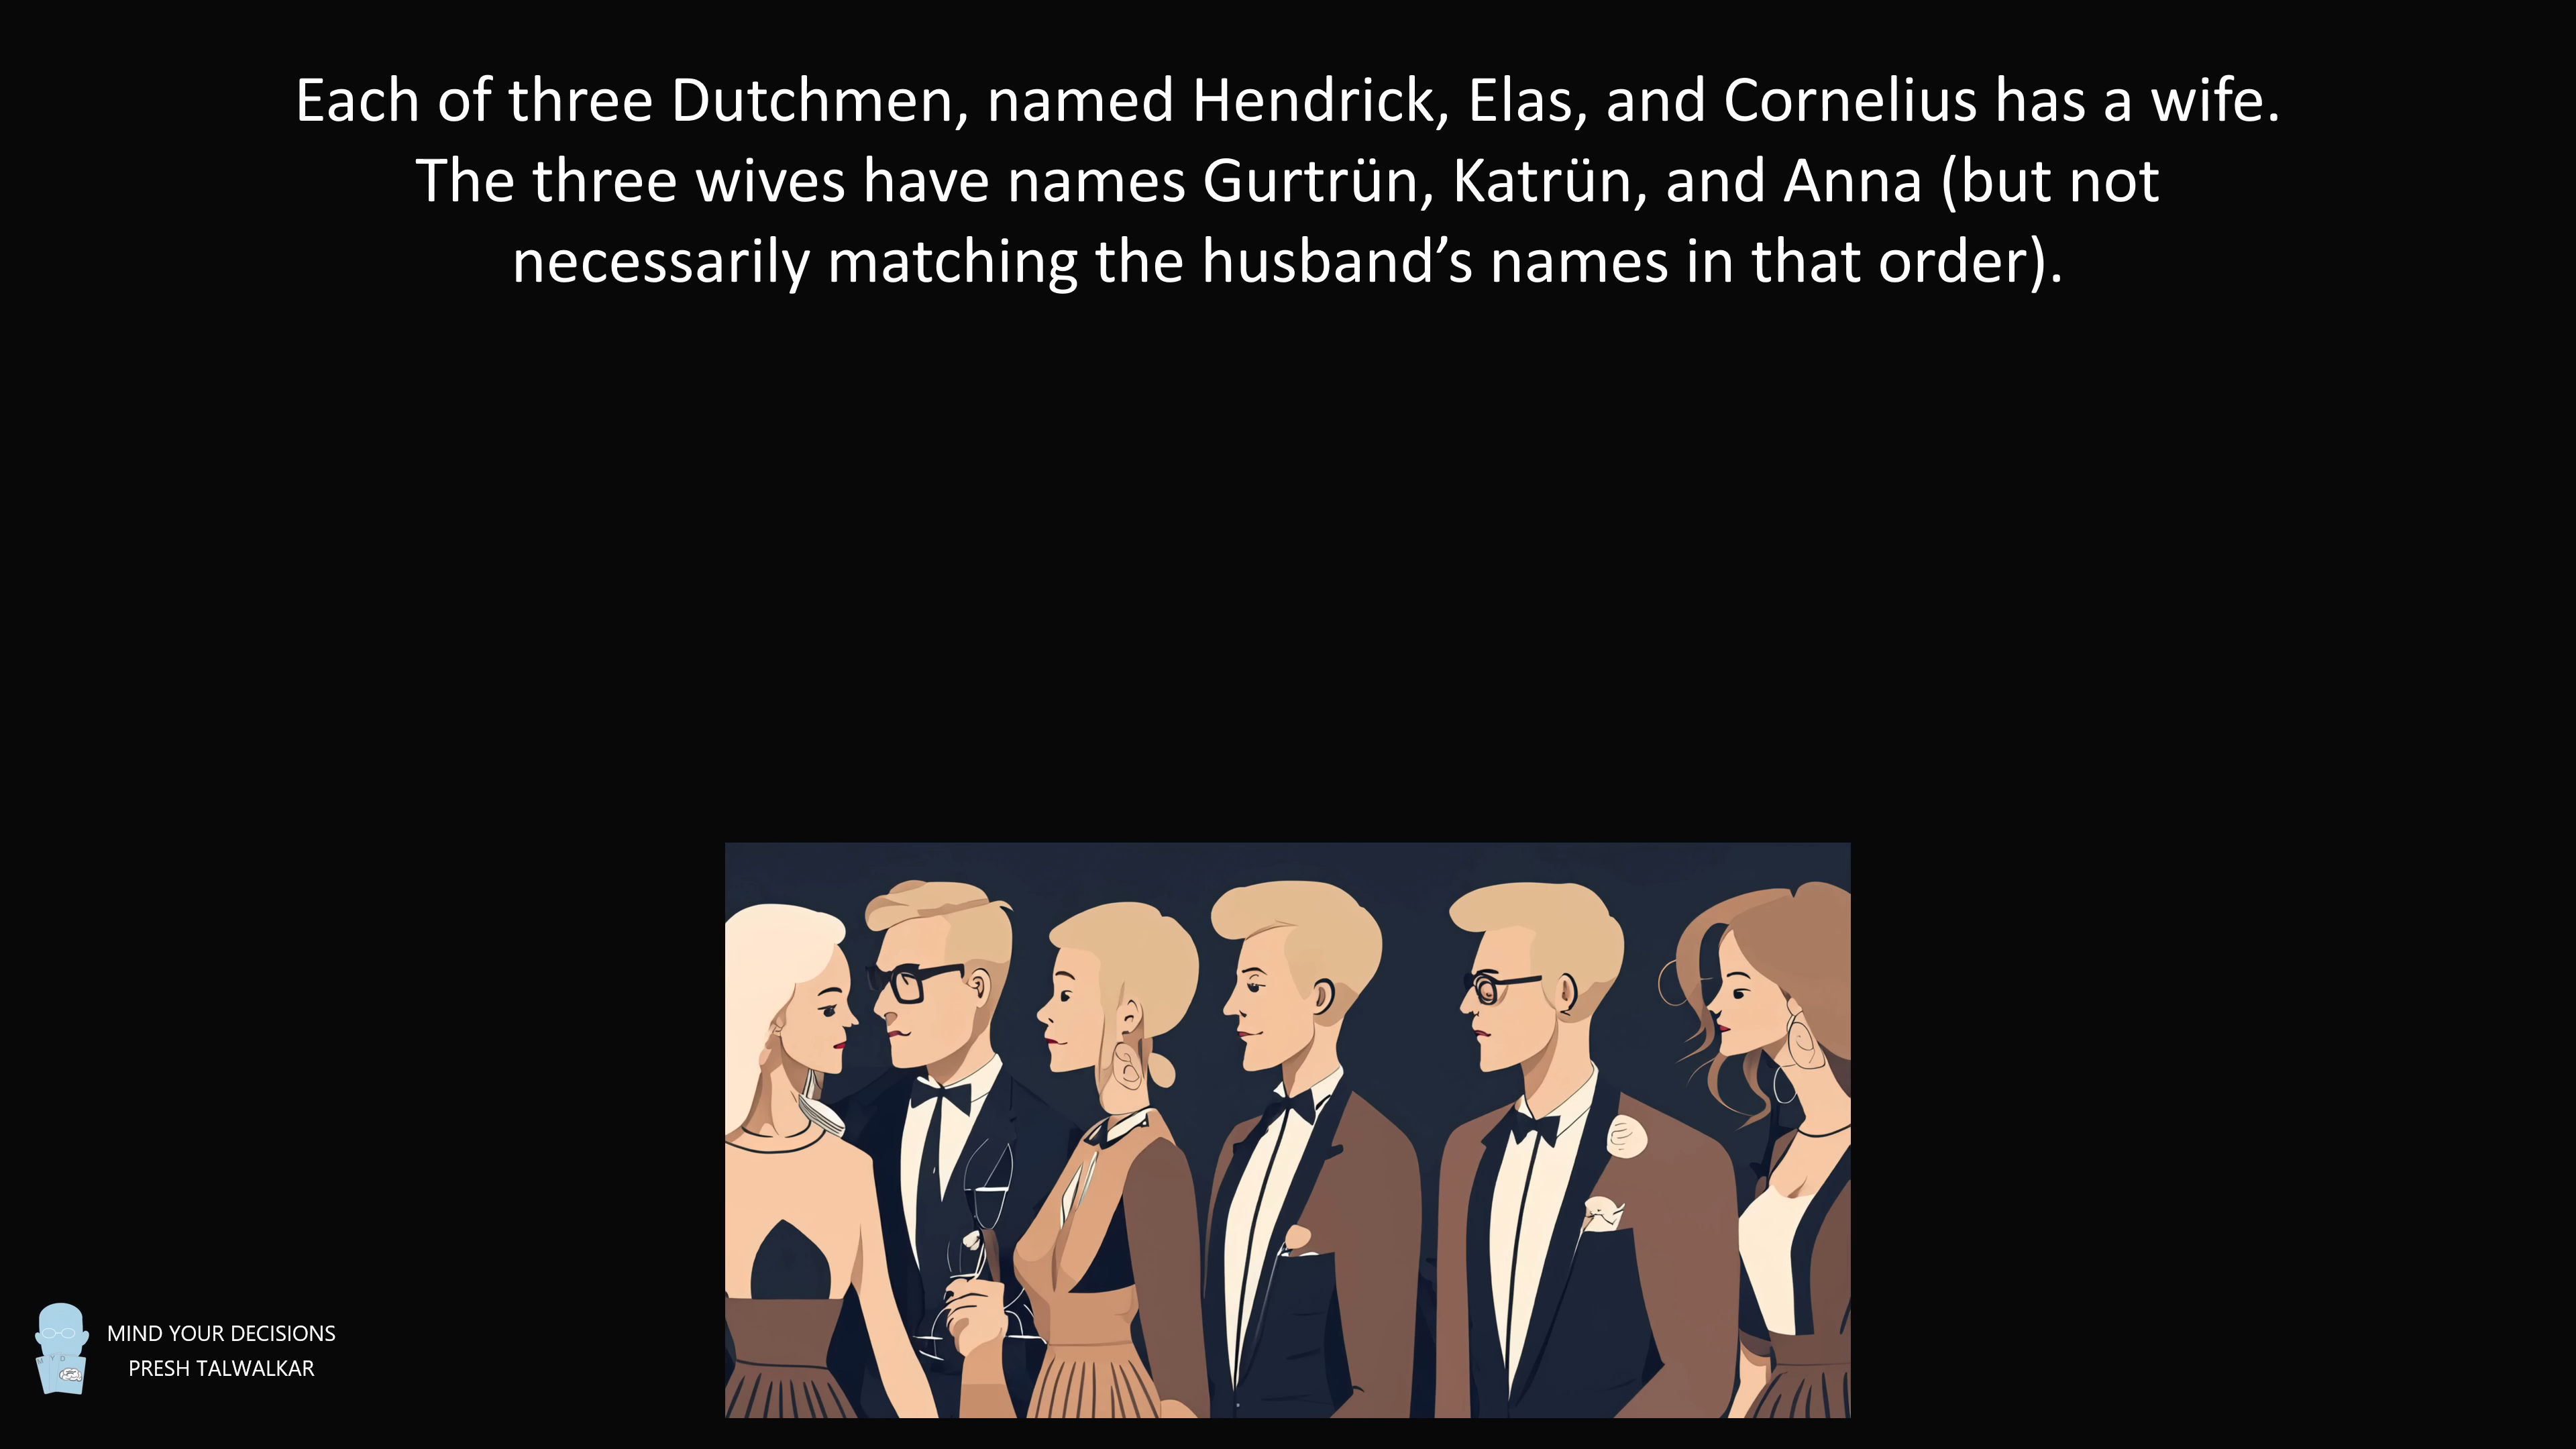 Each of three Dutchmen, named Hendrick, Elas, and Cornelius has a wife.
The three wives have names Gurtrün, Katrün, and Anna (but not
necessarily matching the husband’s names in that order).
M Y D
MIND YOUR DECISIONS
PRESH TALWALKAR